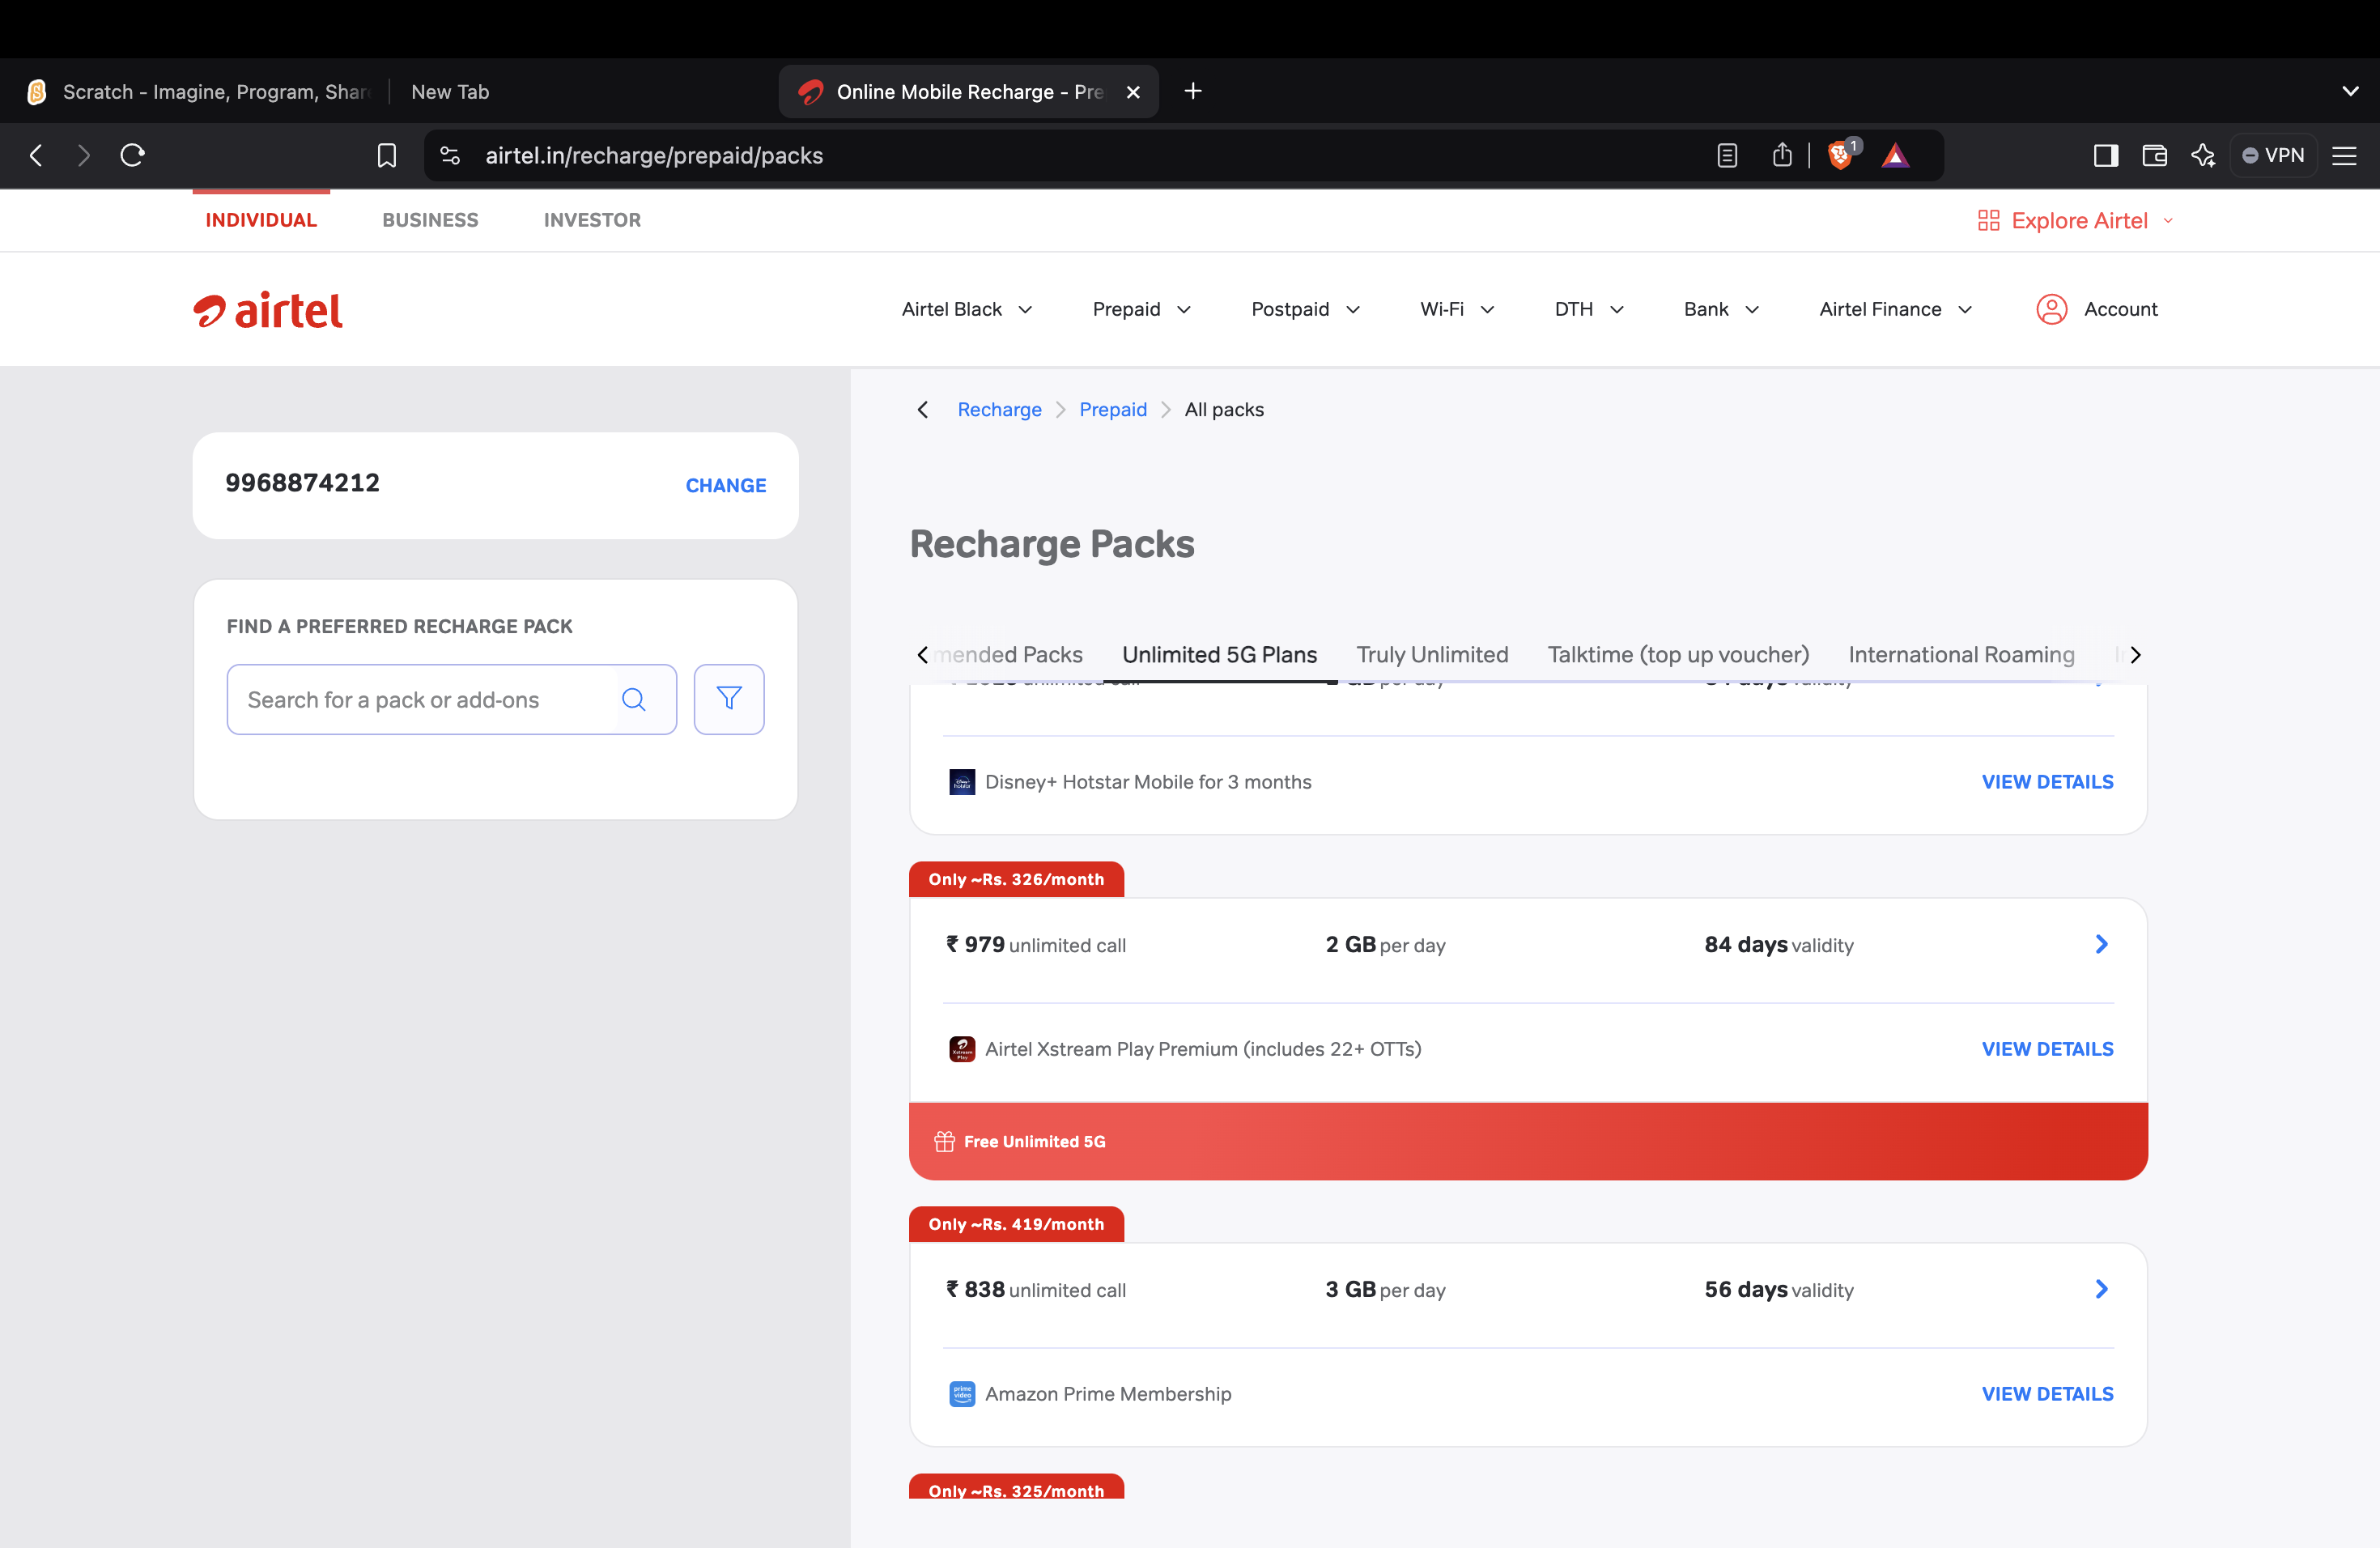 Scratch - Imagine, Program, Shar
New Tab
Online Mobile Recharge - Pre
airtel.in/recharge/prepaid/packs
1
VPN
INDIVIDUAL
BUSINESS
INVESTOR
Explore Airtel
airtel
Airtel Black
Prepaid
Postpaid
Wi-Fi
DTH
Bank
Airtel Finance
Account
9968874212
CHANGE
FIND A PREFERRED RECHARGE PACK
Search for a pack or add-ons
Recharge > Prepaid > All packs
Recharge Packs
mended Packs
Unlimited 5G Plans
Truly Unlimited
Talktime (top up voucher)
International Roaming
Disney+ Hotstar Mobile for 3 months
VIEW DETAILS
Only ~Rs. 326/month
₹ 979 unlimited call
2 GB per day
84 days validity
Airtel Xstream Play Premium (includes 22+ OTTs)
VIEW DETAILS
Free Unlimited 5G
Only ~Rs. 419/month
₹ 838 unlimited call
3 GB per day
56 days validity
prime video
Amazon Prime Membership
VIEW DETAILS
Only ~Rs. 325/month